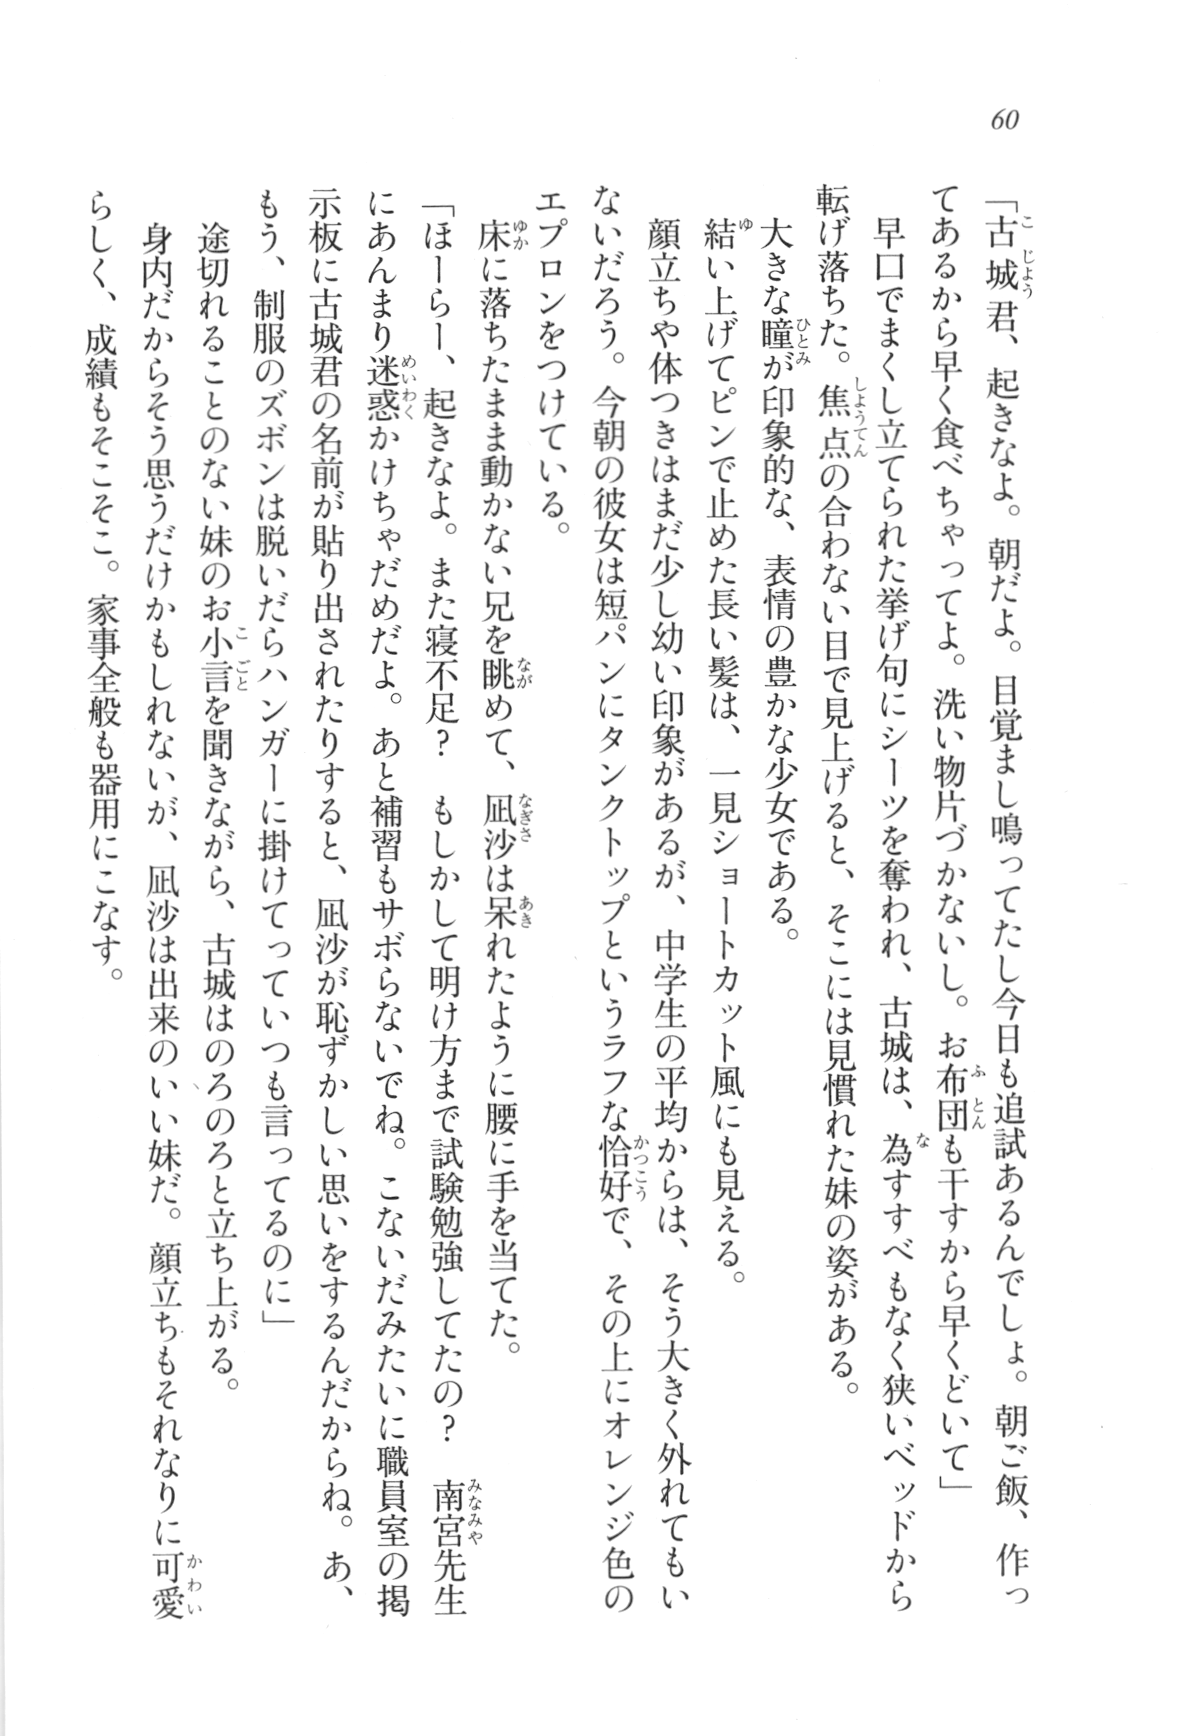 60
「古城君、起きなよ。朝だよ。目覚まし鳴ってたし今日も追試あるんでしょ。朝ご飯、作っ
てあるから早く食べちゃってよ。洗い物片づかないし。お布団も干すから早くどいて」
早口でまくし立てられた挙げ句にシーツを奪われ、古城は、為すすべもなく狭いベッドから
転げ落ちた。焦点の合わない目で見上げると、そこには見慣れた妹の姿がある。
大きな瞳が印象的な、表情の豊かな少女である。
結い上げてピンで止めた長い髪は、一見ショートカット風にも見える。
顔立ちや体つきはまだ少し幼い印象があるが、中学生の平均からは、そう大きく外れてもい
ないだろう。今朝の彼女は短パンにタンクトップというラフな恰好で、その上にオレンジ色の
エプロンをつけている。
床に落ちたまま動かない兄を眺めて、凪沙は呆れたように腰に手を当てた。
「ほーらー、起きなよ。また寝不足? もしかして明け方まで試験勉強してたの? 南宮先生
にあんまり迷惑かけちゃだめだよ。あと補習もサボらないでね。こないだみたいに職員室の掲
示板に古城君の名前が貼り出されたりすると、凪沙が恥ずかしい思いをするんだからね。あ、
もう、制服のズボンは脱いだらハンガーに掛けてっていつも言ってるのに」
途切れることのない妹のお小言を聞きながら、古城はのろのろと立ち上がる。
身内だからそう思うだけかもしれないが、凪沙は出来のいい妹だ。顔立ちもそれなりに可愛
らしく、成績もそこそこ。家事全般も器用にこなす。